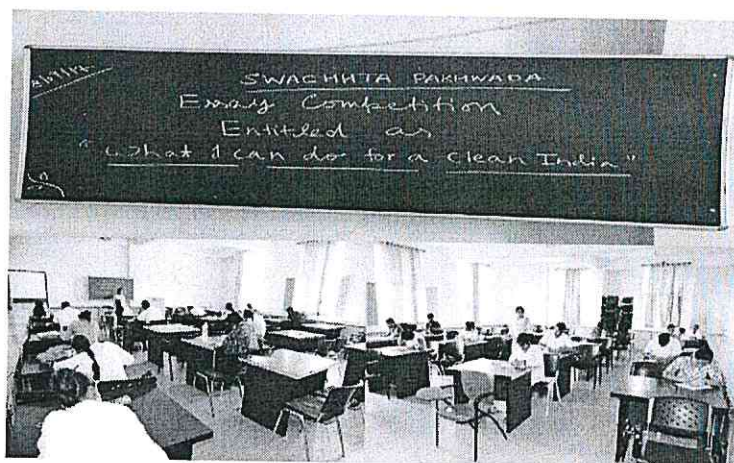 SWACHHTA PAKHWADA
Essay Competition
Entitled as
"What I can do for a clean India"